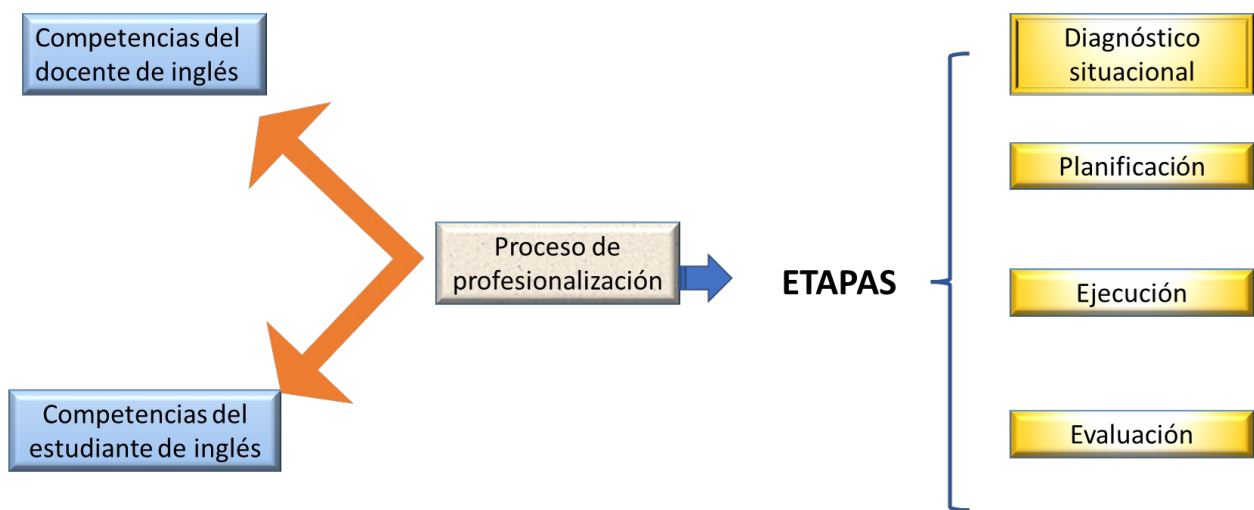 Competencias del
docente de inglés
Competencias del
estudiante de inglés
Proceso de
profesionalización
ETAPAS
Diagnóstico
situacional
Planificación
Ejecución
Evaluación